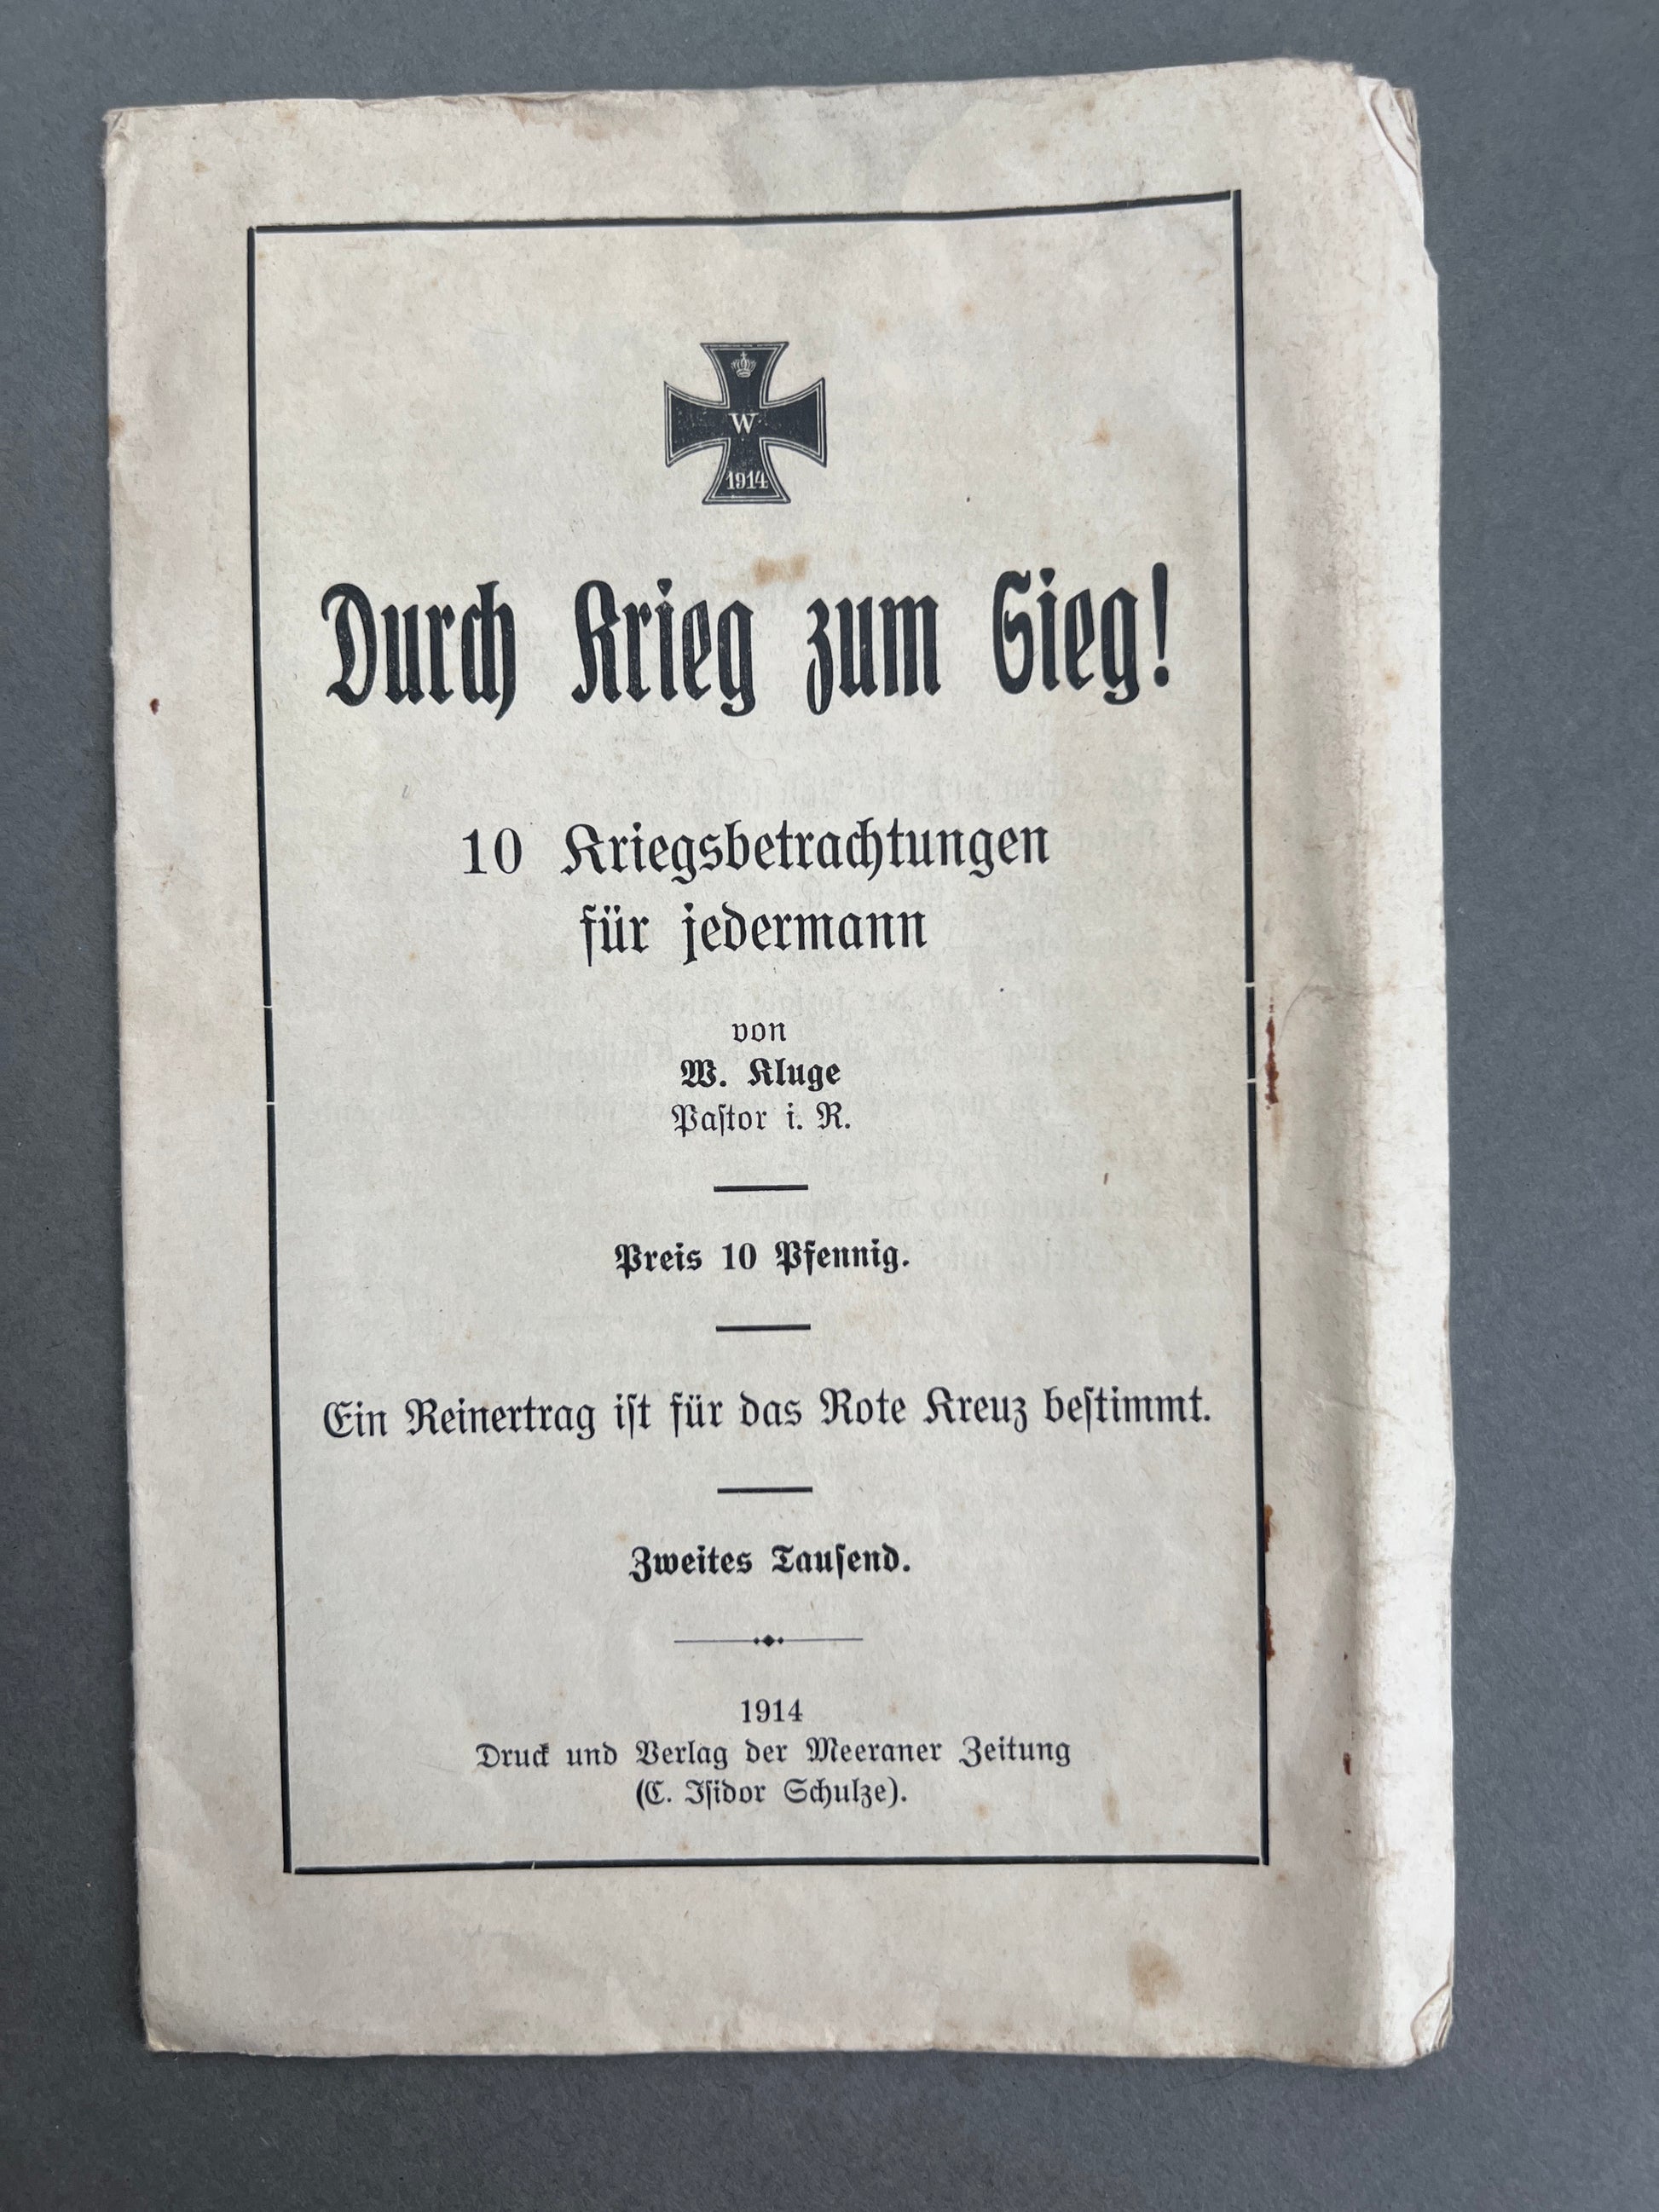 W
1914
Durch Krieg zum Sieg!
10 Kriegsbetrachtungen
für jedermann
von
W. Kluge
Paſtor i. R.
Preis 10 Pfennig.
Ein Reinertrag iſt für das Rote Kreuz beſtimmt.
Zweites Tauſend.
1914
Druck und Verlag der Meeraner Zeitung
(C. Iſidor Schulze).